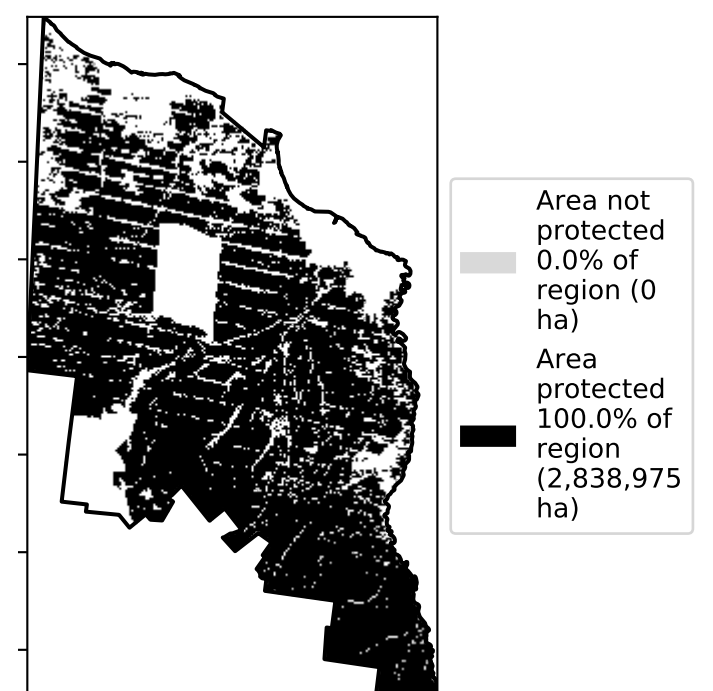 Area not
protected
0.0% of
region (0
ha)
Area
protected
100.0% of
region
(2,838,975
ha)